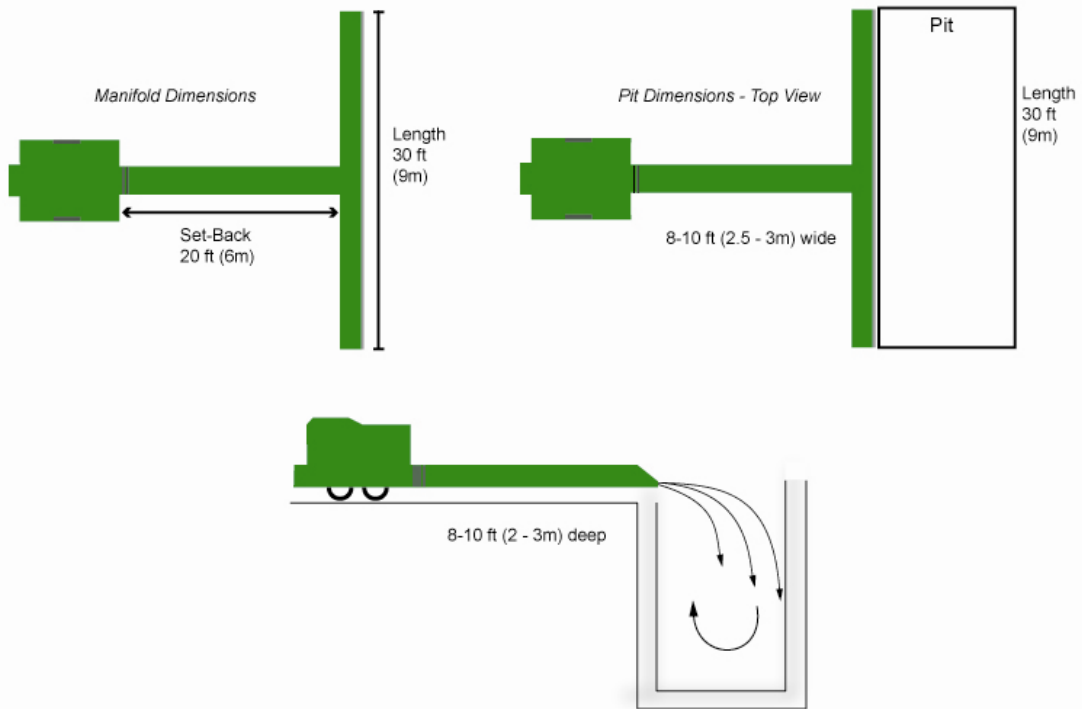 Manifold Dimensions
Length
30 ft
(9m)
Set-Back
20 ft (6m)
Pit
Pit Dimensions - Top View
Length
30 ft
(9m)
8-10 ft (2.5 - 3m) wide
8-10 ft (2 - 3m) deep